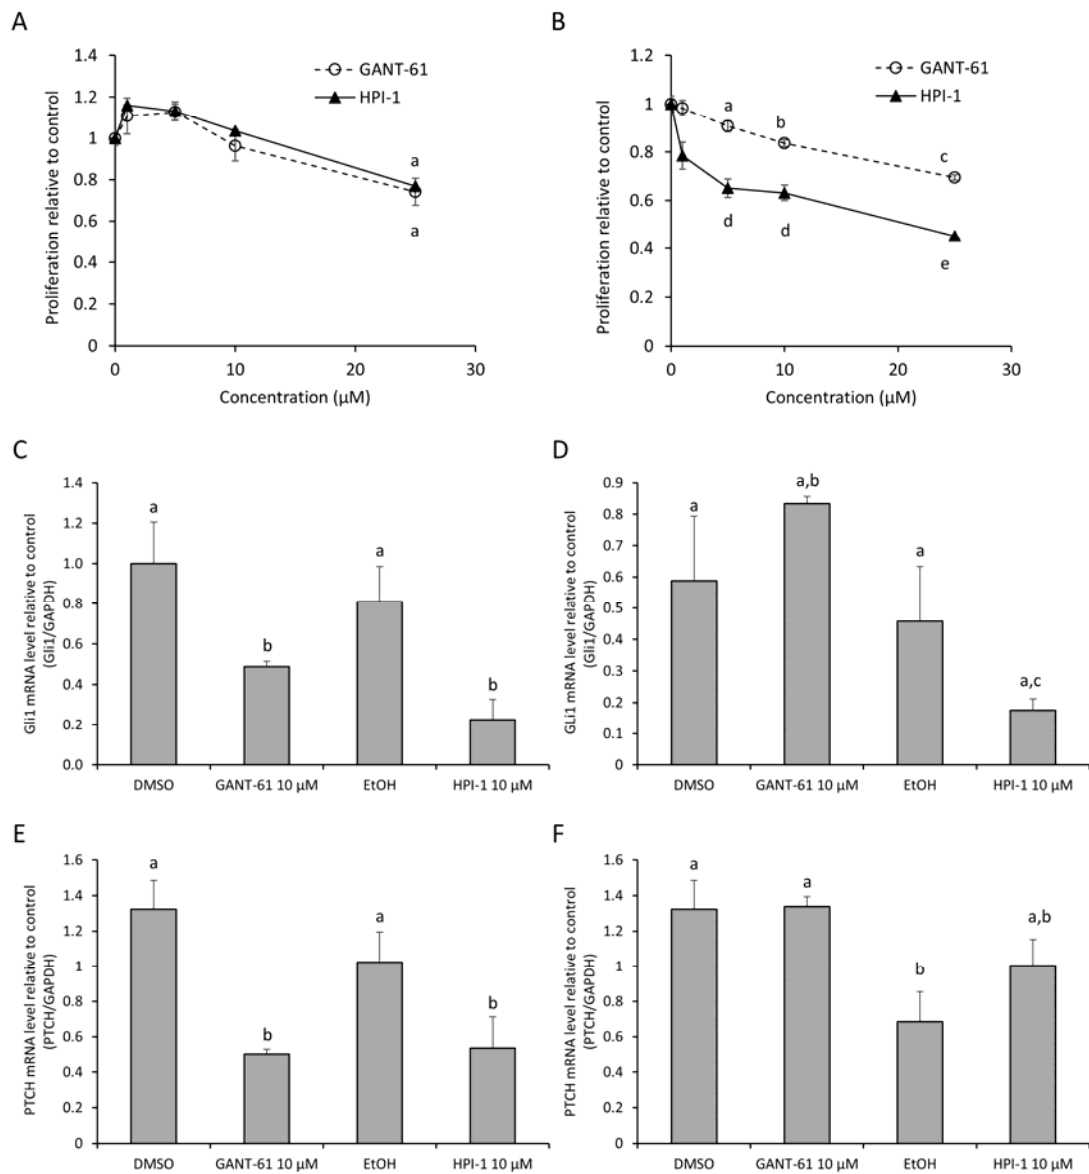 A
1.4
1.2
1
0.8
0.6
0.4
0.2
0
Proliferation relative to control
GANT-61
HPI-1
a
a
0
10
20
30
Concentration (μM)
B
1.2
1
0.8
0.6
0.4
0.2
0
Proliferation relative to control
GANT-61
HPI-1
a
b
c
d
d
e
0
10
20
30
Concentration (μM)
C
1.4
1.2
1.0
0.8
0.6
0.4
0.2
0.0
Gli1 mRNA level relative to control
(Gli1/GAPDH)
a
b
a
b
DMSO
GANT-61 10 μM
EtOH
HPI-1 10 μM
D
0.9
0.8
0.7
0.6
0.5
0.4
0.3
0.2
0.1
0
GLi1 mRNA level relative to control
(Gli1/GAPDH)
a
a,b
a
a,c
DMSO
GANT-61 10 μM
EtOH
HPI-1 10 μM
E
1.6
1.4
1.2
1
0.8
0.6
0.4
0.2
0
PTCH mRNA level relative to control
(PTCH/GAPDH)
a
b
a
b
DMSO
GANT-61 10 μM
EtOH
HPI-1 10 μM
F
1.6
1.4
1.2
1
0.8
0.6
0.4
0.2
0
PTCH mRNA level relative to control
(PTCH/GAPDH)
a
a
b
a,b
DMSO
GANT-61 10 μM
EtOH
HPI-1 10 μM